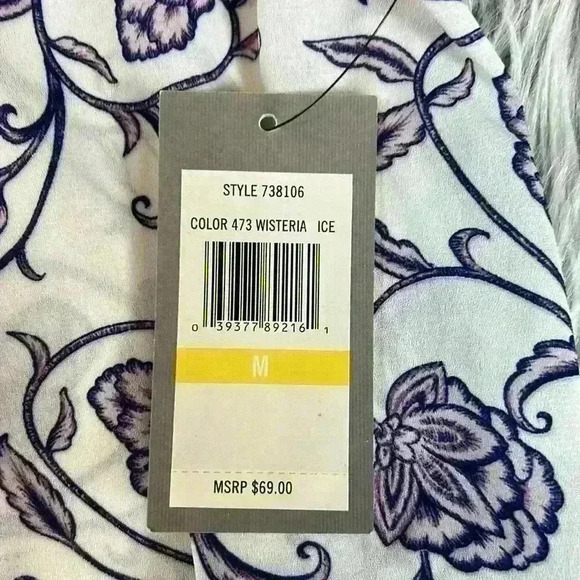 STYLE 738106
COLOR 473 WISTERIA ICE
0 39377 89216 1
M
MSRP $69.00